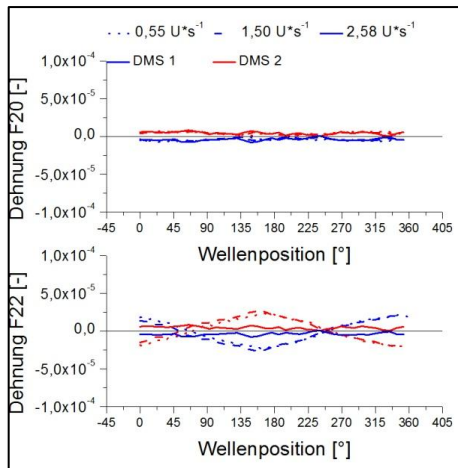 0,55 U*s⁻¹ 1,50 U*s⁻¹ 2,58 U*s⁻¹
DMS 1 DMS 2
Dehnung F20 [-]
1,0x10⁻⁴
5,0x10⁻⁵
0,0
-5,0x10⁻⁵
-1,0x10⁻⁴
-45 0 45 90 135 180 225 270 315 360 405
Wellenposition [°]
Dehnung F22 [-]
1,0x10⁻⁴
5,0x10⁻⁵
0,0
-5,0x10⁻⁵
-1,0x10⁻⁴
-45 0 45 90 135 180 225 270 315 360 405
Wellenposition [°]